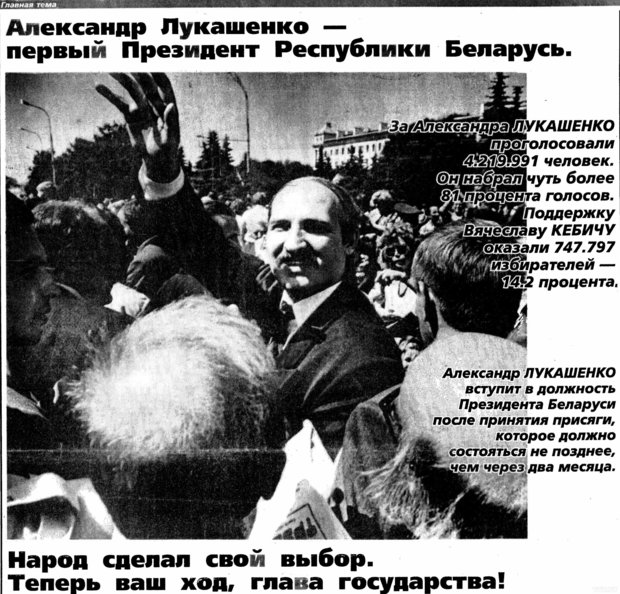 Главная тема
Александр Лукашенко —
первый Президент Республики Беларусь.
За Александра ЛУКАШЕНКО
проголосовали
4.219.991 человек.
Он набрал чуть более
81 процента голосов.
Поддержку
Вячеславу КЕБИЧУ
оказали 747.797
избирателей —
14.2 процента.
Александр ЛУКАШЕНКО
вступит в должность
Президента Беларуси
после принятия присяги,
которое должно
состояться не позднее,
чем через два месяца.
Народ сделал свой выбор.
Теперь ваш ход, глава государства!